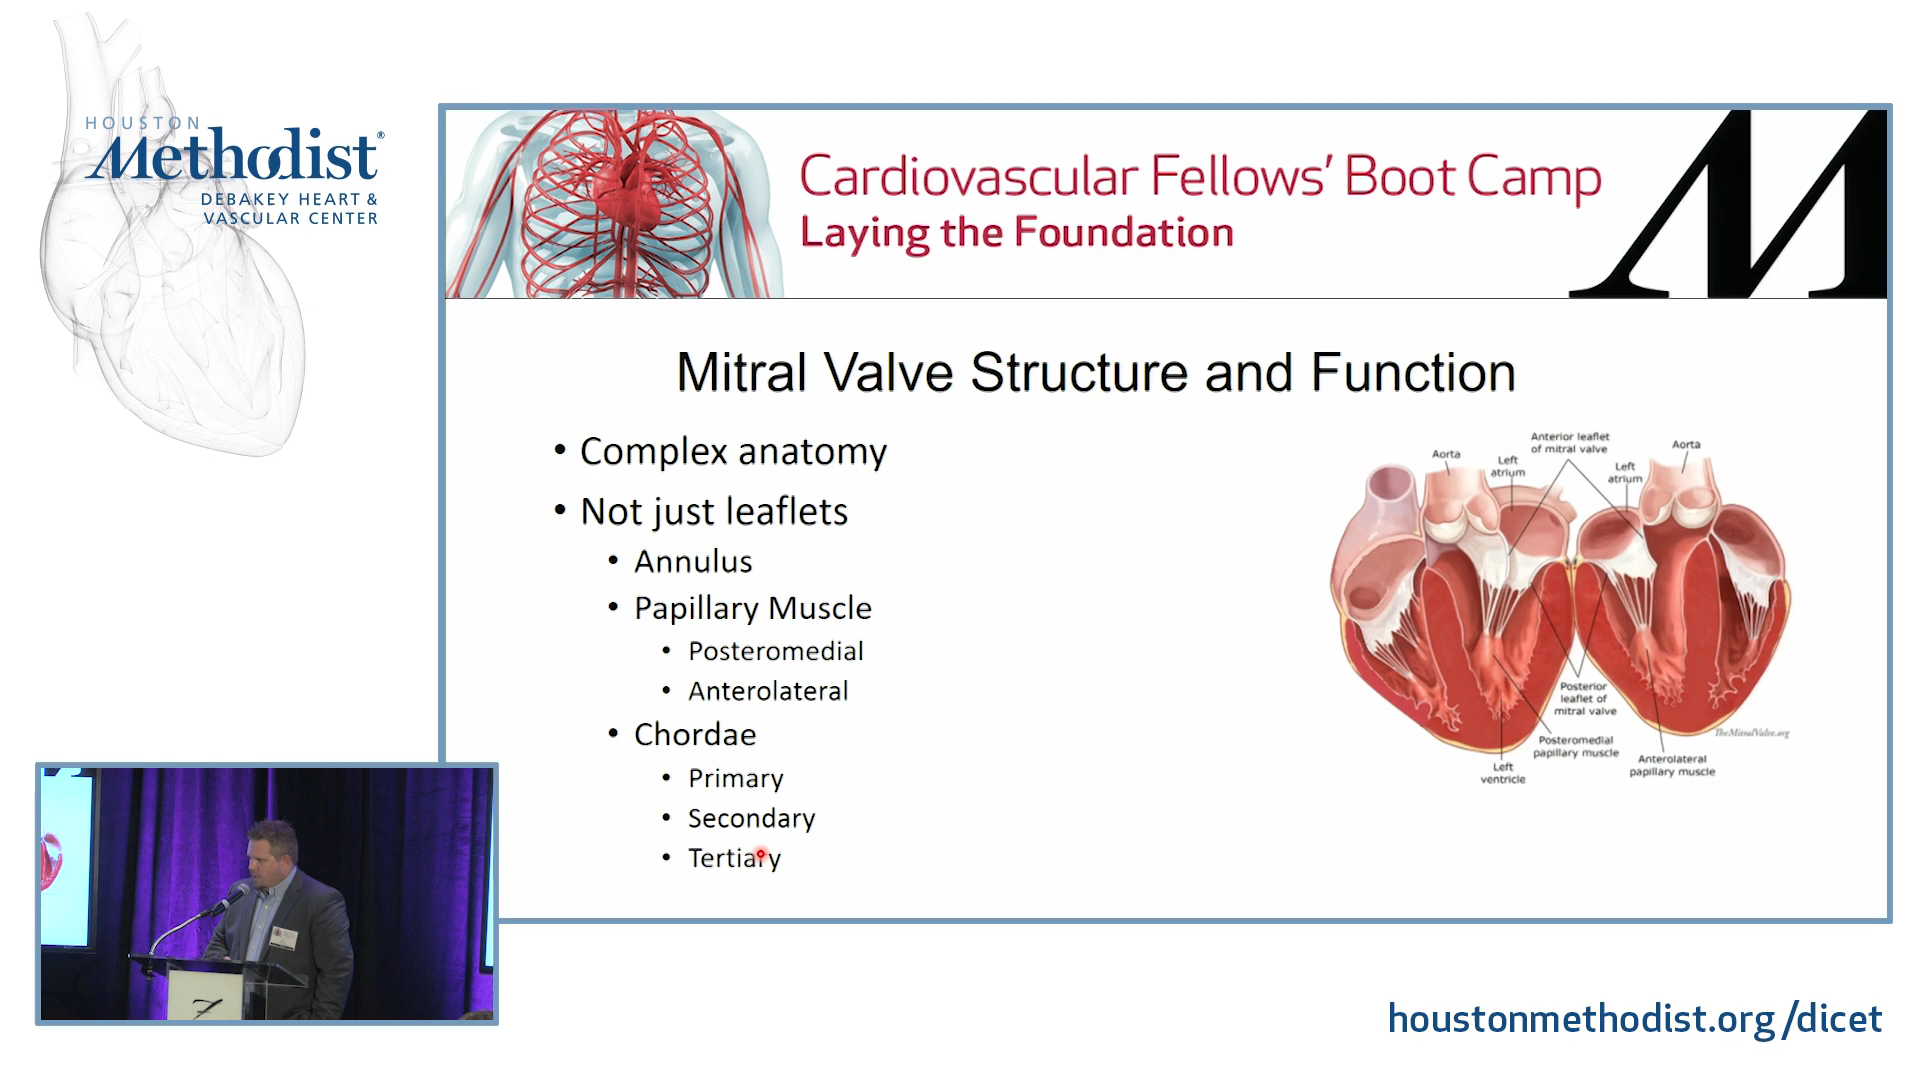 HOUSTON
Methodist®
DEBAKEY HEART &
VASCULAR CENTER
Cardiovascular Fellows' Boot Camp
Laying the Foundation
M
Mitral Valve Structure and Function
• Complex anatomy
• Not just leaflets
• Annulus
• Papillary Muscle
• Posteromedial
• Anterolateral
• Chordae
• Primary
• Secondary
• Tertiary
Aorta
Left
atrium
Anterior leaflet
of mitral valve
Left
atrium
Aorta
Posterior
leaflet of
mitral valve
Posteromedial
papillary muscle
Left
ventricle
Anterolateral
papillary muscle
TheMitralValve.org
houstonmethodist.org/dicet